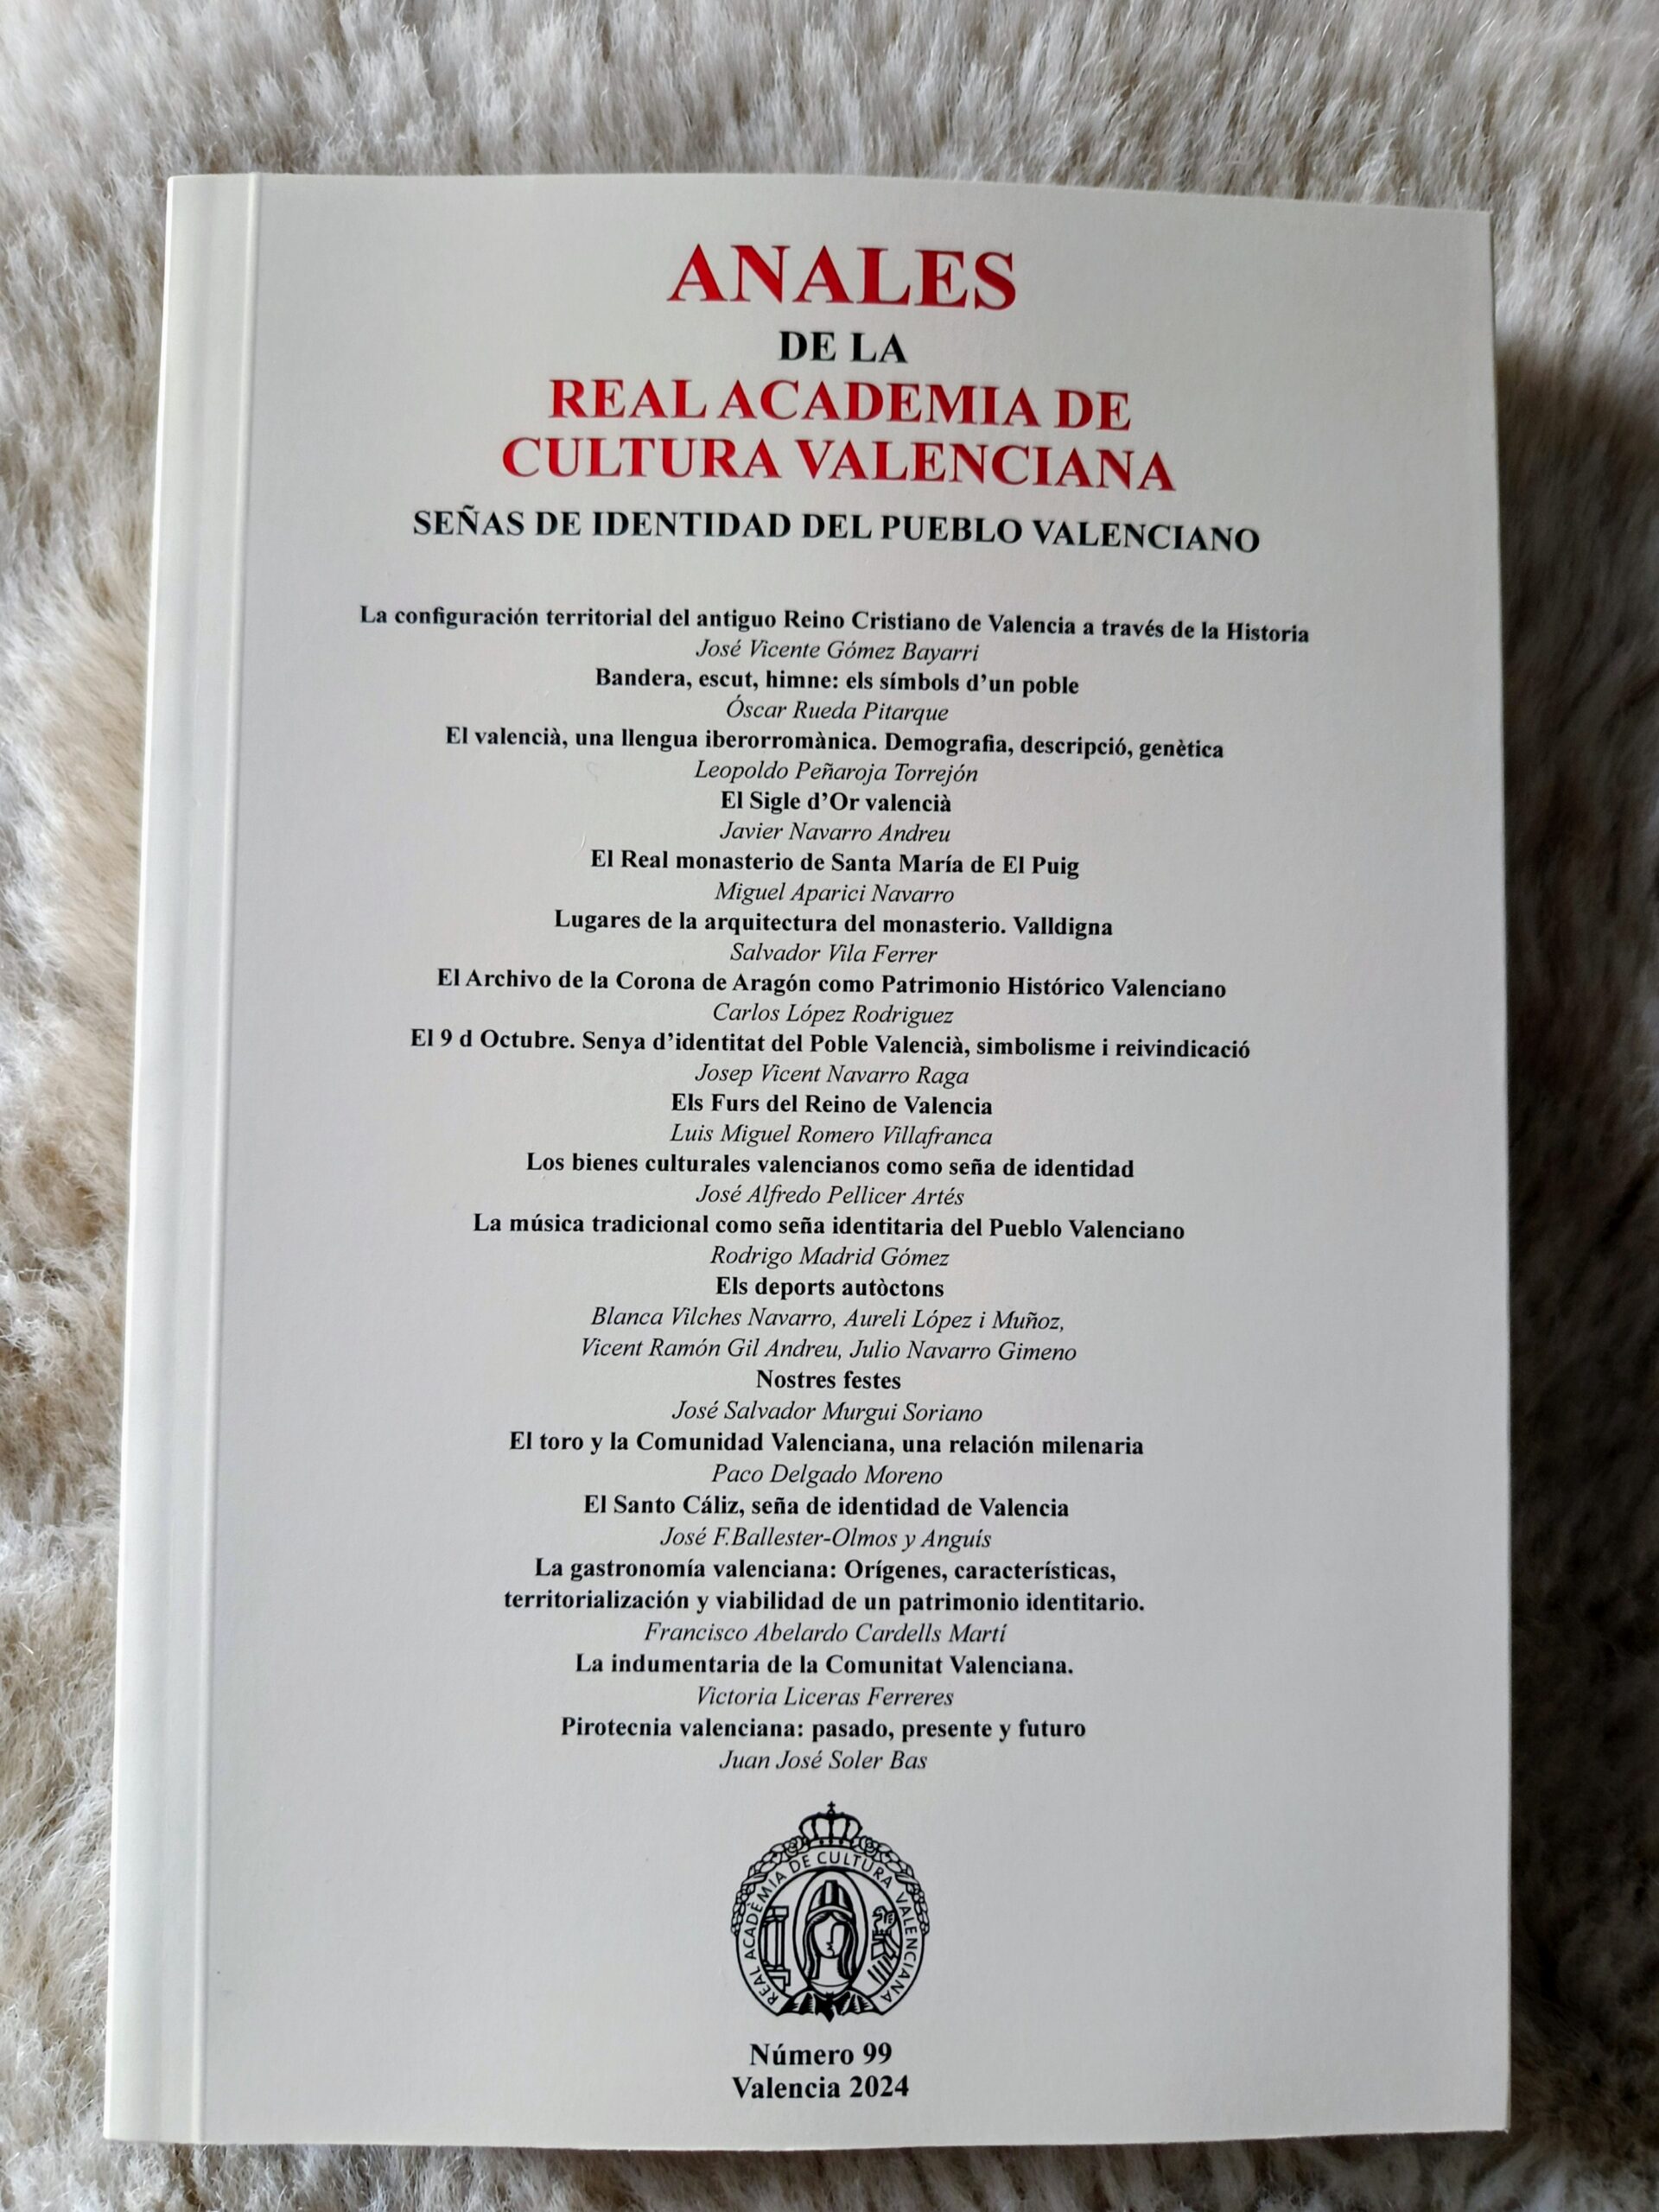 ANALES
DE LA
REAL ACADEMIA DE
CULTURA VALENCIANA
SEÑAS DE IDENTIDAD DEL PUEBLO VALENCIANO
La configuración territorial del antiguo Reino Cristiano de Valencia a través de la Historia
José Vicente Gómez Bayarri
Bandera, escut, himne: els símbols d’un poble
Óscar Rueda Pitarque
El valencià, una llengua iberorromànica. Demografia, descripció, genètica
Leopoldo Peñaroja Torrejón
El Sigle d’Or valencià
Javier Navarro Andreu
El Real monasterio de Santa María de El Puig
Miguel Aparici Navarro
Lugares de la arquitectura del monasterio. Valldigna
Salvador Vila Ferrer
El Archivo de la Corona de Aragón como Patrimonio Histórico Valenciano
Carlos López Rodriguez
El 9 d Octubre. Senya d’identitat del Poble Valencià, simbolisme i reivindicació
Josep Vicent Navarro Raga
Els Furs del Reino de Valencia
Luis Miguel Romero Villafranca
Los bienes culturales valencianos como seña de identidad
José Alfredo Pellicer Artés
La música tradicional como seña identitaria del Pueblo Valenciano
Rodrigo Madrid Gómez
Els deports autòctons
Blanca Vilches Navarro, Aureli López i Muñoz,
Vicent Ramón Gil Andreu, Julio Navarro Gimeno
Nostres festes
José Salvador Murgui Soriano
El toro y la Comunidad Valenciana, una relación milenaria
Paco Delgado Moreno
El Santo Cáliz, seña de identidad de Valencia
José F.Ballester-Olmos y Anguís
La gastronomía valenciana: Orígenes, características,
territorialización y viabilidad de un patrimonio identitario.
Francisco Abelardo Cardells Martí
La indumentaria de la Comunitat Valenciana.
Victoria Liceras Ferreres
Pirotecnia valenciana: pasado, presente y futuro
Juan José Soler Bas
REAL ACADÈMIA DE CULTURA VALENCIANA
Número 99
Valencia 2024